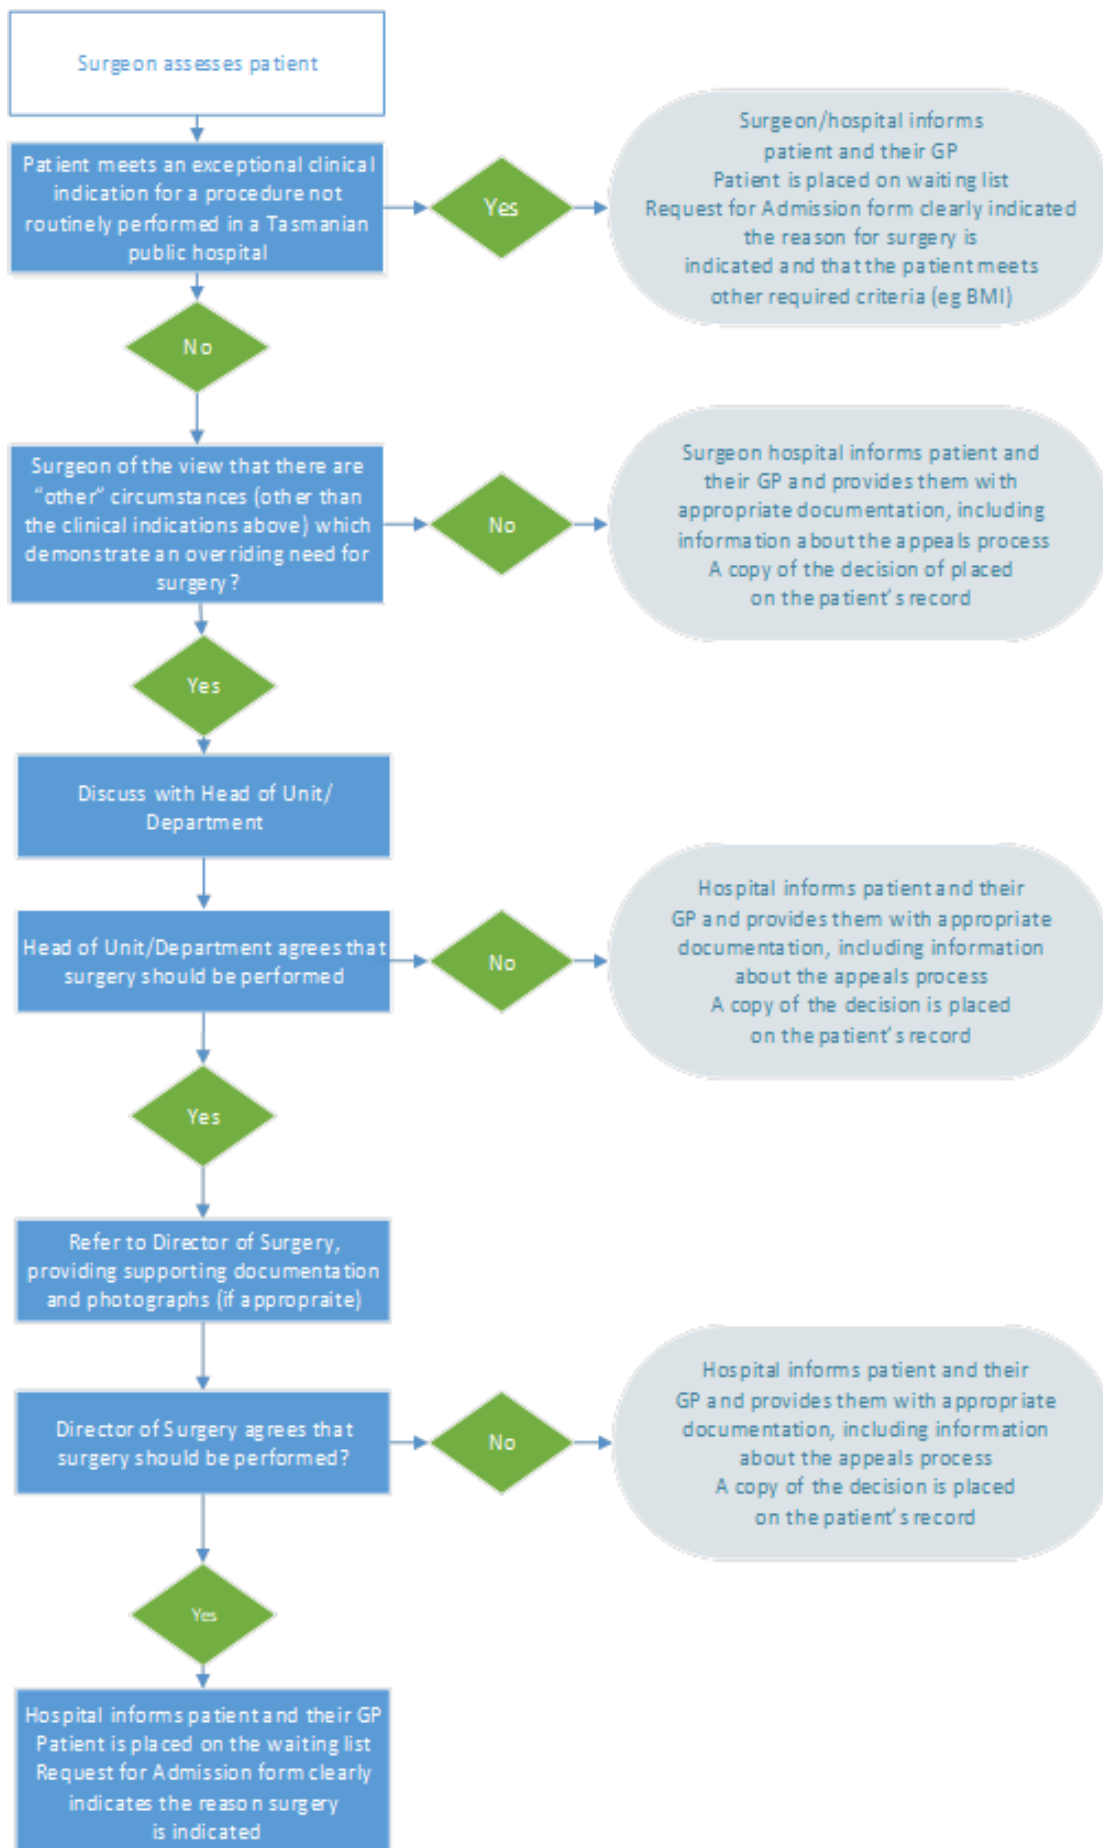 Surgeon assesses patient
Patient meets an exceptional clinical
indication for a procedure not
routinely performed in a Tasmanian
public hospital
Yes
Surgeon/hospital informs
patient and their GP
Patient is placed on waiting list
Request for Admission form clearly indicated
the reason for surgery is
indicated and that the patient meets
other required criteria (eg BMI)
No
Surgeon of the view that there are
“other” circumstances (other than
the clinical indications above) which
demonstrate an overriding need for
surgery?
No
Surgeon hospital informs patient and
their GP and provides them with
appropriate documentation, including
information about the appeals process
A copy of the decision of placed
on the patient’s record
Yes
Discuss with Head of Unit/
Department
Head of Unit/Department agrees that
surgery should be performed
No
Hospital informs patient and their
GP and provides them with appropriate
documentation, including information
about the appeals process
A copy of the decision is placed
on the patient’s record
Yes
Refer to Director of Surgery,
providing supporting documentation
and photographs (if appropraite)
Director of Surgery agrees that
surgery should be performed?
No
Hospital informs patient and their
GP and provides them with appropriate
documentation, including information
about the appeals process
A copy of the decision is placed
on the patient’s record
Yes
Hospital informs patient and their GP
Patient is placed on the waiting list
Request for Admission form clearly
indicates the reason surgery
is indicated